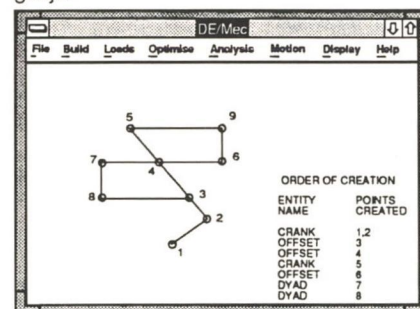 DE/Mec
File Build Loads Optimise Analysis Motion Display Help
5 9
7 4 6
8 3
2
1
ORDER OF CREATION
ENTITY POINTS
NAME CREATED
CRANK 1,2
OFFSET 3
OFFSET 4
CRANK 5
OFFSET 6
DYAD 7
DYAD 8